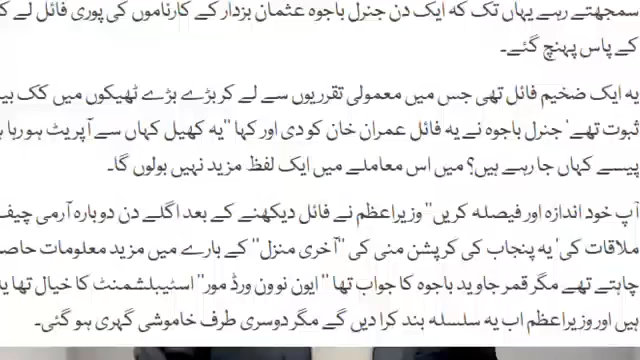 سمجھتے رہے یہاں تک کہ ایک دن جنرل باجوہ عثمان بزدار کے کارناموں کی پوری فائل لے
کے پاس پہنچ گئے۔
یہ ایک ضخیم فائل تھی جس میں معمولی تقرریوں سے لے کر بڑے بڑے ٹھیکوں میں کک
ثبوت تھے' جنرل باجوہ نے یہ فائل عمران خان کو دی اور کہا "یہ کھیل کہاں سے آپریٹ ہو رہا
پیسے کہاں جا رہے ہیں؟ میں اس معاملے میں ایک لفظ مزید نہیں بولوں گا۔
آپ خود اندازہ اور فیصلہ کریں" وزیراعظم نے فائل دیکھنے کے بعد اگلے دن دوبارہ آرمی چیف
ملاقات کی' یہ پنجاب کی کرپشن منی کی "آخری منزل" کے بارے میں مزید معلومات
چاہتے تھے مگر قمر جاوید باجوہ کا جواب تھا " ایون نو ون ورڈ مور" اسٹیبلشمنٹ کا خیال تھا
ہیں اور وزیراعظم اب یہ سلسلہ بند کرا دیں گے مگر دوسری طرف خاموشی گہری ہو گئی۔